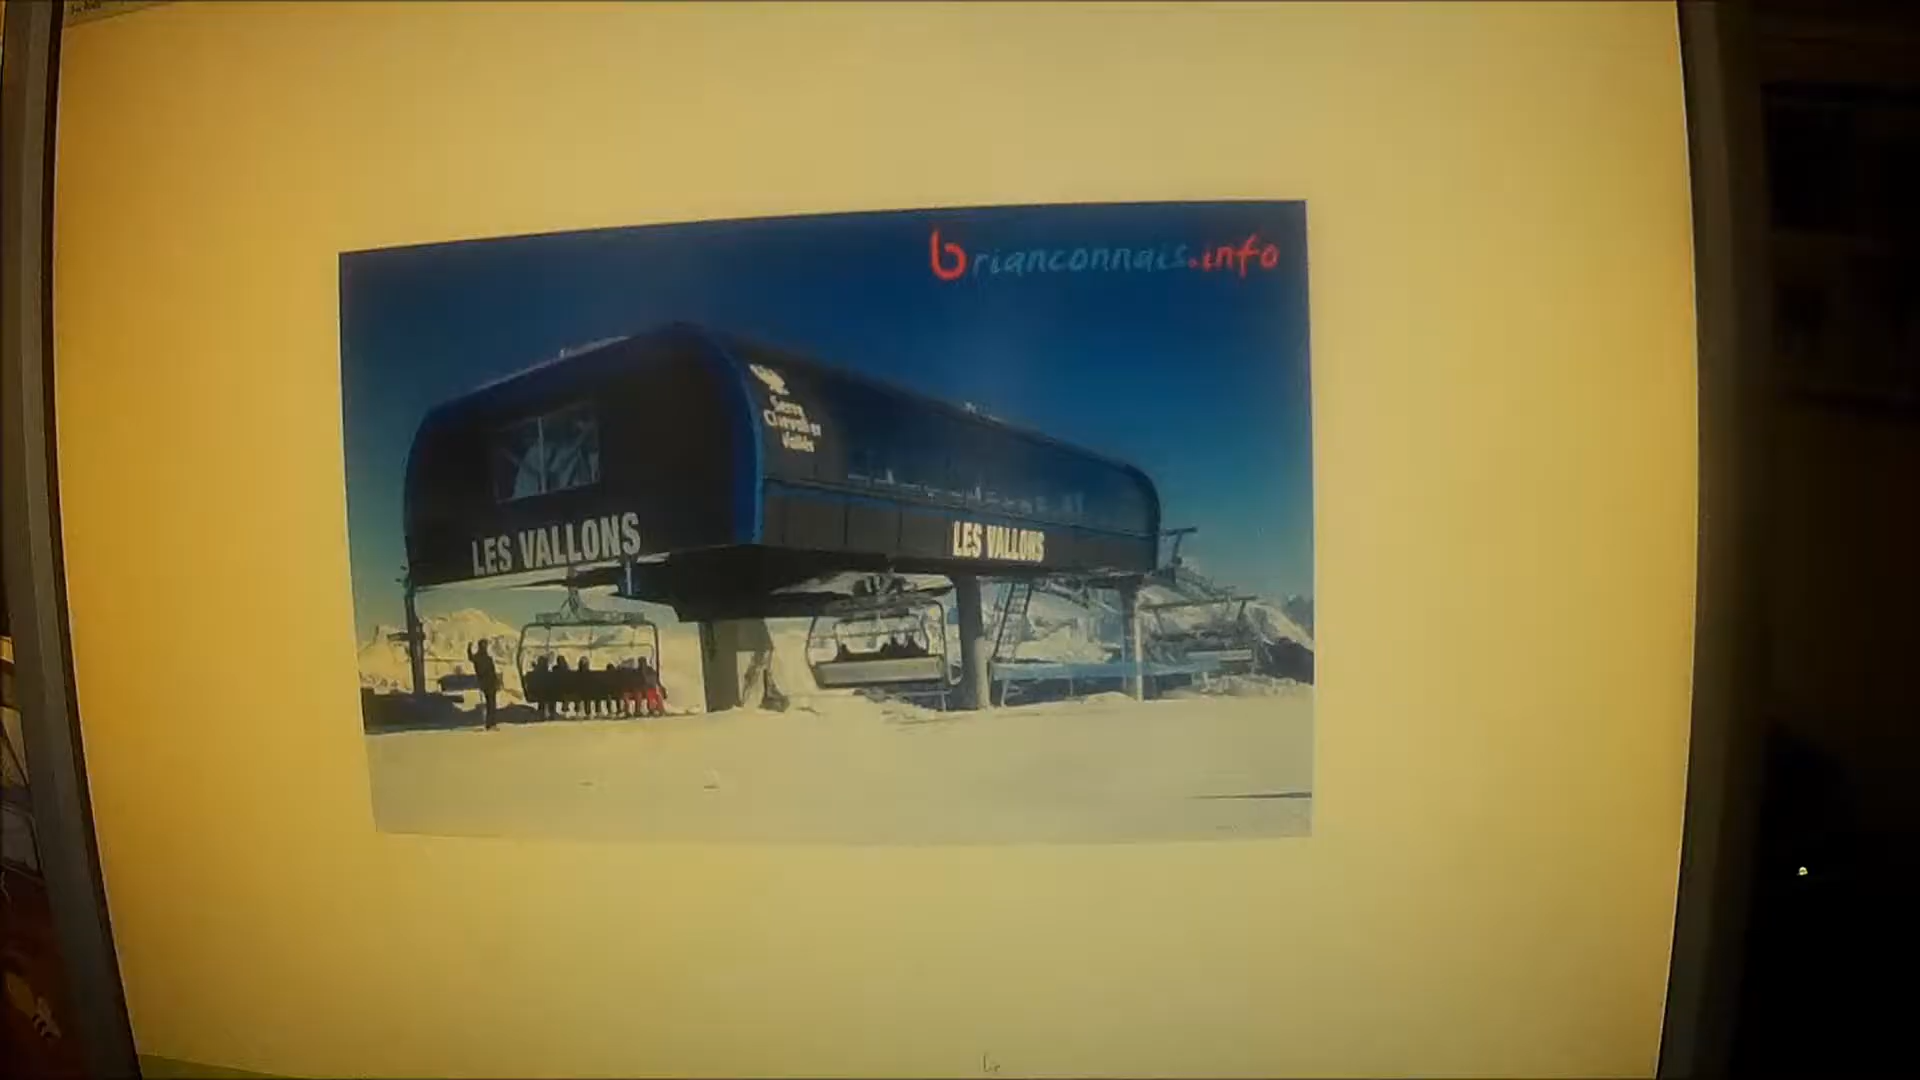 brianconnais.info
Serre
Chevalier
Vallée
LES VALLONS
LES VALLONS